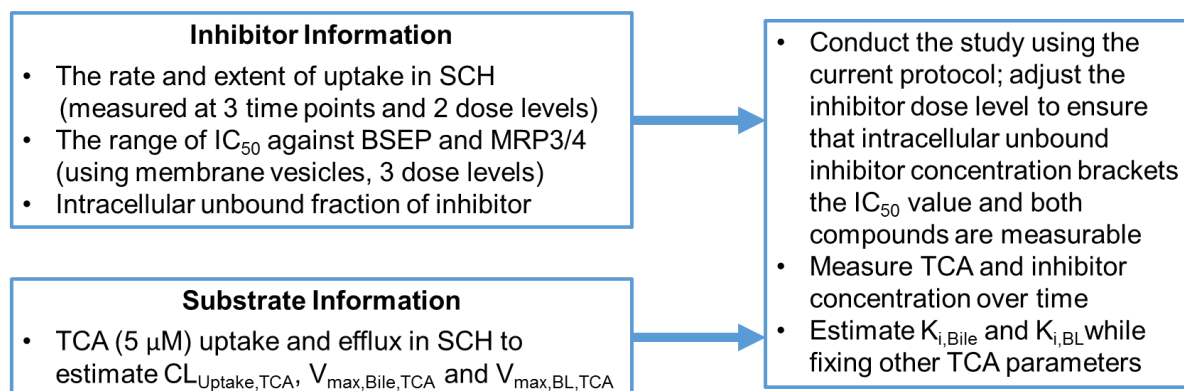 Inhibitor Information
• The rate and extent of uptake in SCH
(measured at 3 time points and 2 dose levels)
• The range of IC50 against BSEP and MRP3/4
(using membrane vesicles, 3 dose levels)
• Intracellular unbound fraction of inhibitor
Substrate Information
• TCA (5 μM) uptake and efflux in SCH to
estimate CLUptake,TCA, Vmax,Bile,TCA and Vmax,BL,TCA
• Conduct the study using the
current protocol; adjust the
inhibitor dose level to ensure
that intracellular unbound
inhibitor concentration brackets
the IC50 value and both
compounds are measurable
• Measure TCA and inhibitor
concentration over time
• Estimate Ki,Bile and Ki,BL while
fixing other TCA parameters